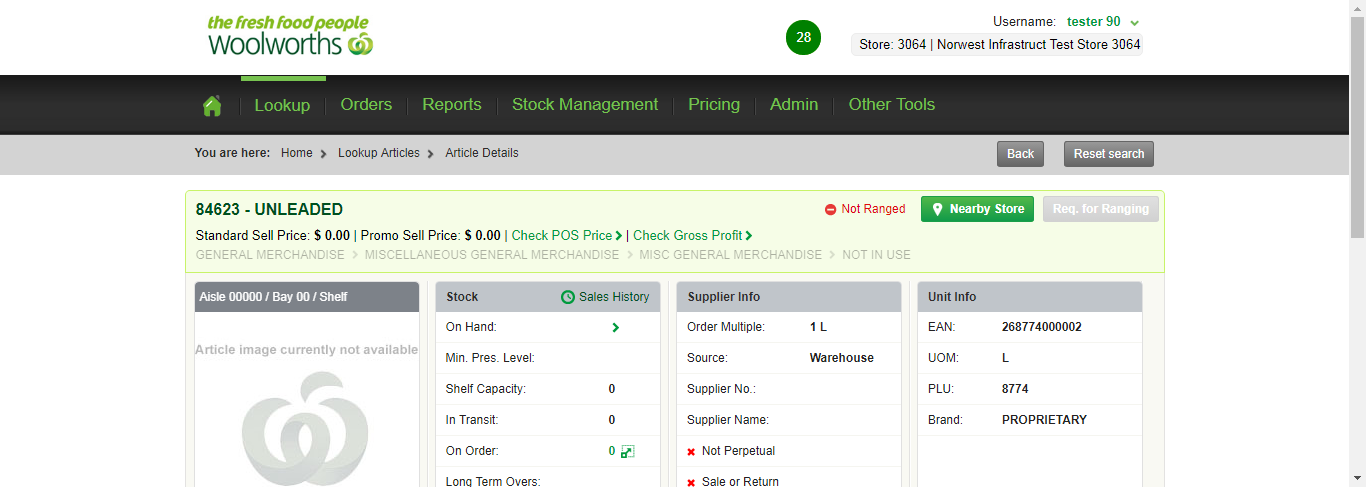 the fresh food people
Woolworths
28
Username: tester 90
Store: 3064 | Norwest Infrastruct Test Store 3064
Lookup Orders Reports Stock Management Pricing Admin Other Tools
You are here: Home Lookup Articles Article Details Back Reset search
84623 - UNLEADED Not Ranged Nearby Store Req. for Ranging
Standard Sell Price: $ 0.00 | Promo Sell Price: $ 0.00 | Check POS Price | Check Gross Profit
GENERAL MERCHANDISE MISCELLANEOUS GENERAL MERCHANDISE MISC GENERAL MERCHANDISE NOT IN USE
Aisle 00000 / Bay 00 / Shelf
Article image currently not available
Stock Sales History
On Hand:
Min. Pres. Level:
Shelf Capacity: 0
In Transit: 0
On Order: 0
Long Term Overs:
Supplier Info
Order Multiple: 1 L
Source: Warehouse
Supplier No.:
Supplier Name:
Not Perpetual
Sale or Return
Unit Info
EAN: 268774000002
UOM: L
PLU: 8774
Brand: PROPRIETARY